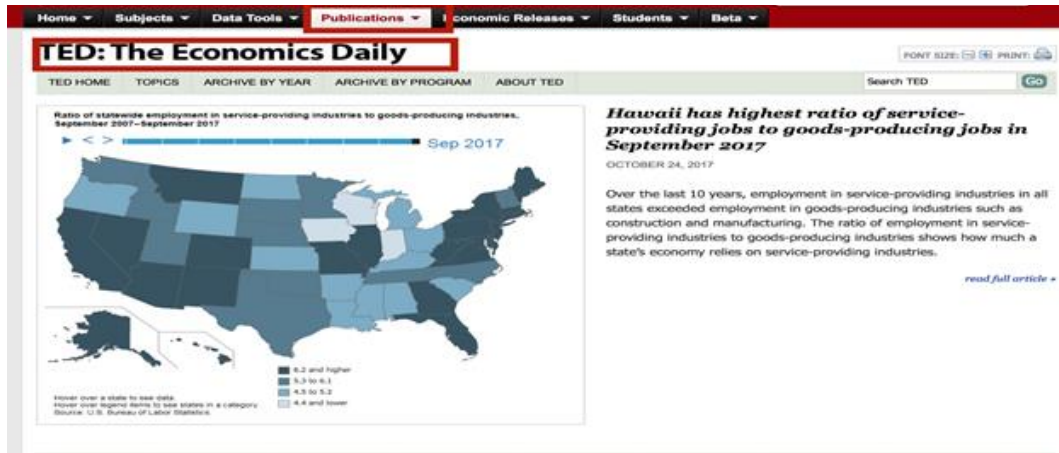 Home Subjects Data Tools Publications Economic Releases Students Beta
TED: The Economics Daily
FONT SIZE: PRINT:
TED HOME TOPICS ARCHIVE BY YEAR ARCHIVE BY PROGRAM ABOUT TED
Search TED Go
Ratio of statewide employment in service-providing industries to goods-producing industries,
September 2007–September 2017
Sep 2017
6.2 and higher
5.3 to 6.1
4.5 to 5.2
4.4 and lower
Hover over a state to see data.
Hover over legend items to see states in a category
Source: U.S. Bureau of Labor Statistics.
Hawaii has highest ratio of service-
providing jobs to goods-producing jobs in
September 2017
OCTOBER 24, 2017
Over the last 10 years, employment in service-providing industries in all
states exceeded employment in goods-producing industries such as
construction and manufacturing. The ratio of employment in service-
providing industries to goods-producing industries shows how much a
state's economy relies on service-providing industries.
read full article »